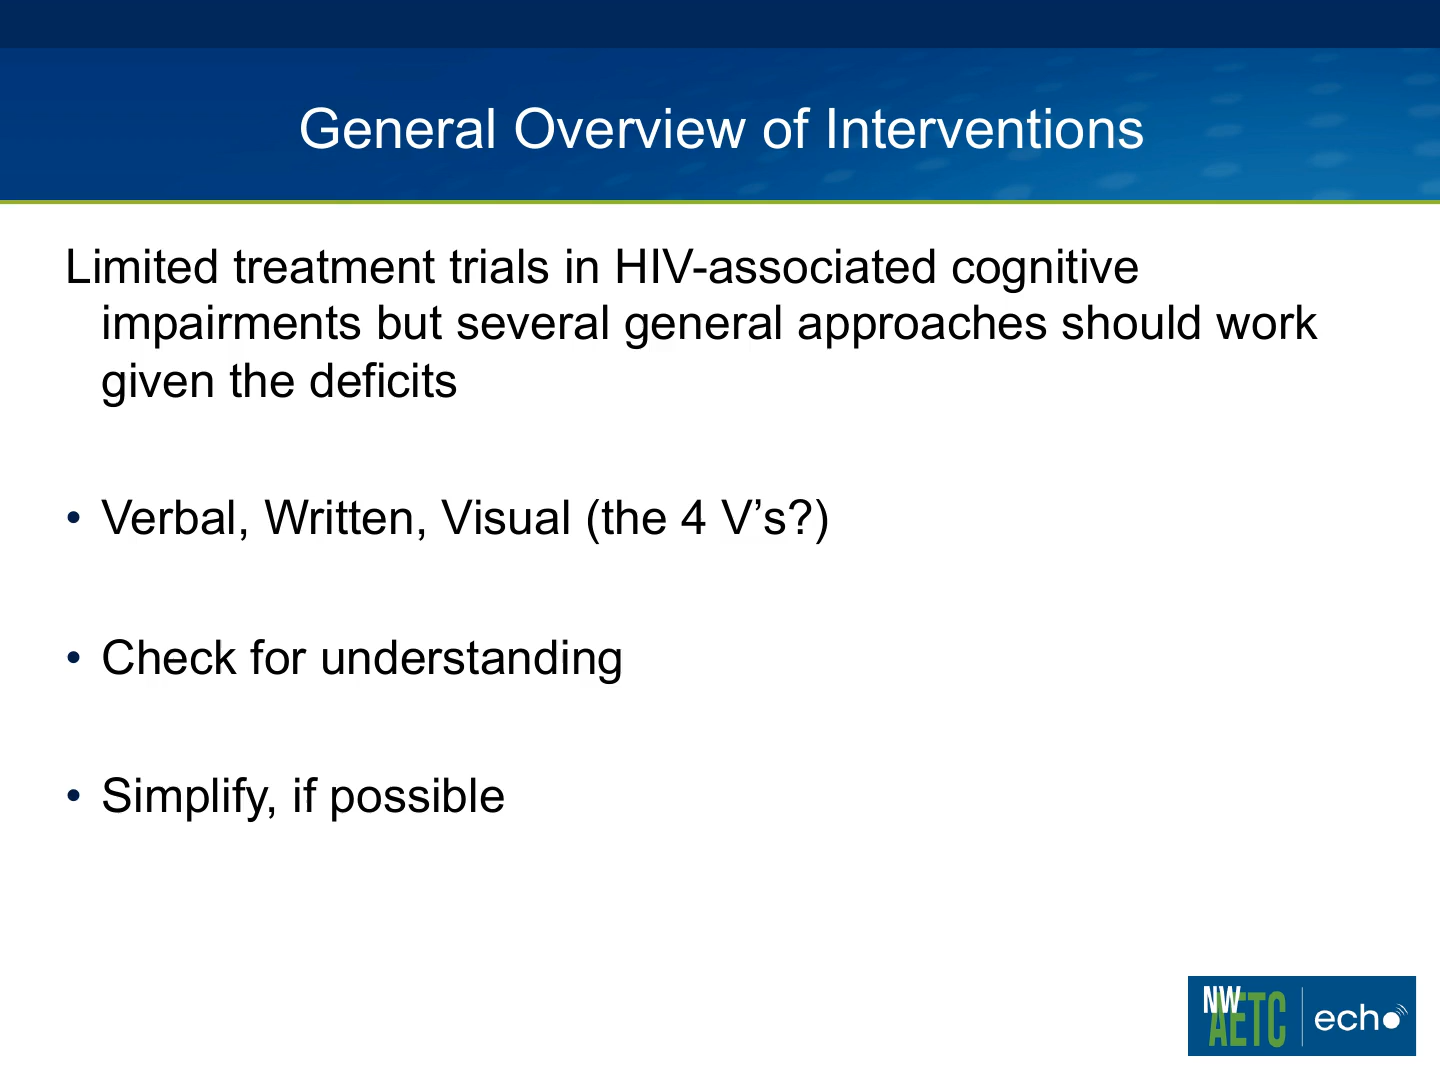 General Overview of Interventions
Limited treatment trials in HIV-associated cognitive
impairments but several general approaches should work
given the deficits
• Verbal, Written, Visual (the 4 V’s?)
• Check for understanding
• Simplify, if possible
NW
AETC
echo